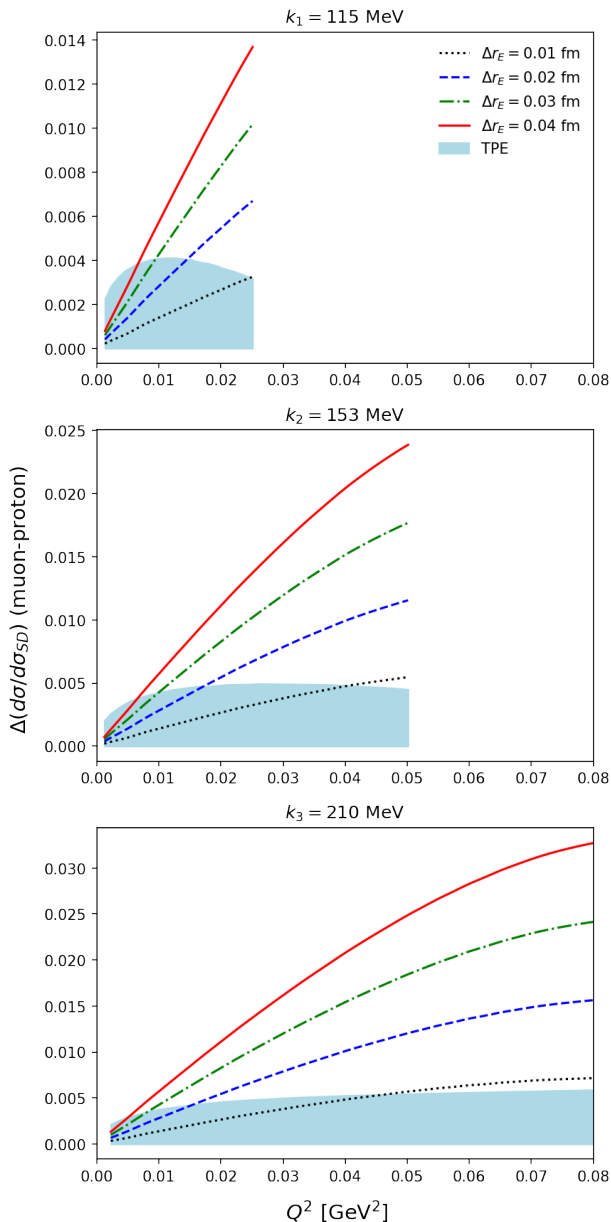 k₁ = 115 MeV
0.014
0.012
0.010
0.008
0.006
0.004
0.002
0.000
Δr_E = 0.01 fm
Δr_E = 0.02 fm
Δr_E = 0.03 fm
Δr_E = 0.04 fm
TPE
0.00 0.01 0.02 0.03 0.04 0.05 0.06 0.07 0.08
k₂ = 153 MeV
Δ(dσ/dσ_SD) (muon-proton)
0.025
0.020
0.015
0.010
0.005
0.000
0.00 0.01 0.02 0.03 0.04 0.05 0.06 0.07 0.08
k₃ = 210 MeV
0.030
0.025
0.020
0.015
0.010
0.005
0.000
0.00 0.01 0.02 0.03 0.04 0.05 0.06 0.07 0.08
Q² [GeV²]